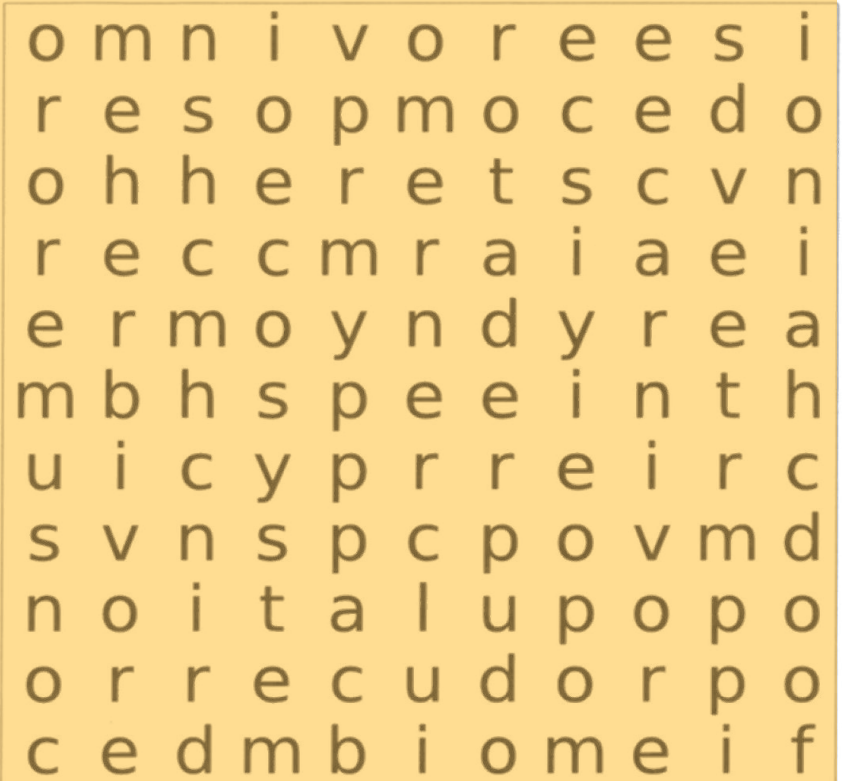 o m n i v o r e e s i
r e s o p m o c e d o
o h h e r e t s c v n
r e c c m r a i a e i
e r m o y n d y r e a
m b h s p e e i n t h
u i c y p r r e i r c
s v n s p c p o v m d
n o i t a l u p o p o
o r r e c u d o r p o
c e d m b i o m e i f